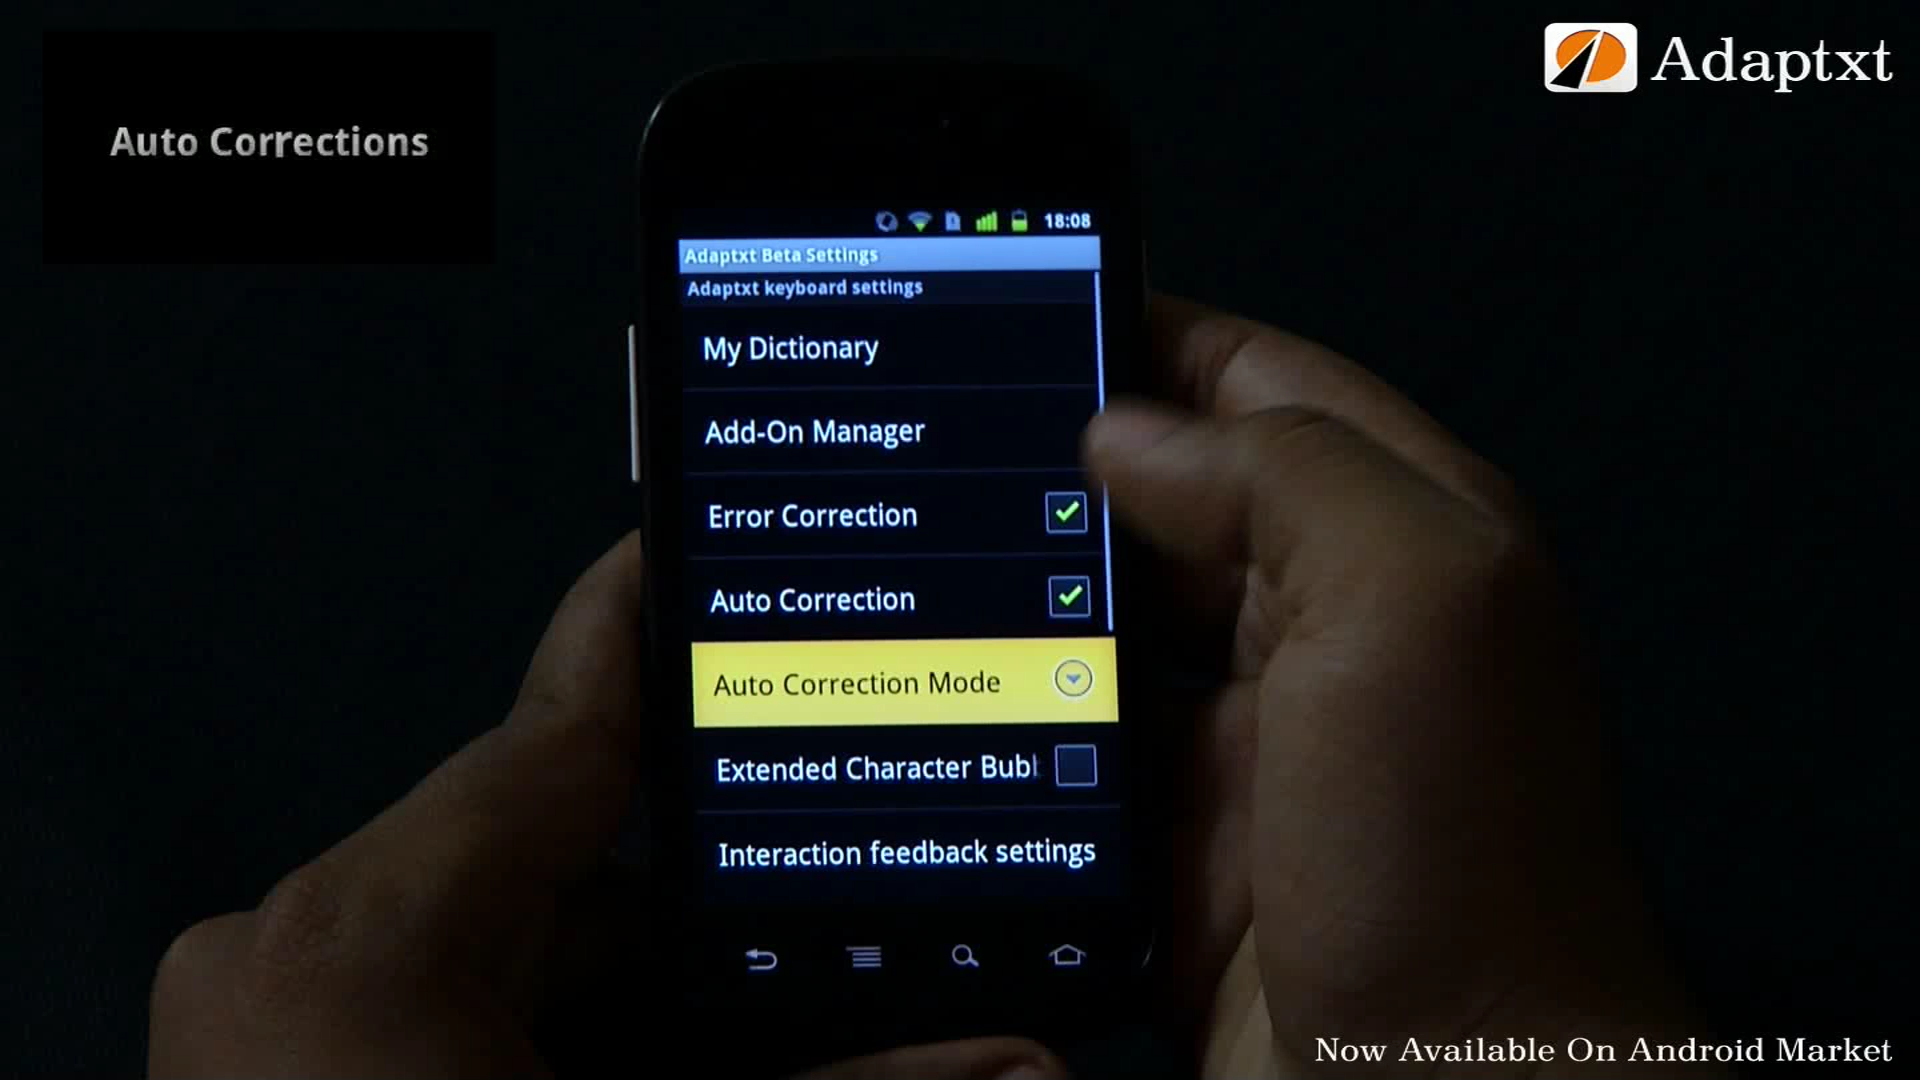 Adaptxt
Auto Corrections
18:08
Adaptxt Beta Settings
Adaptxt keyboard settings
My Dictionary
Add-On Manager
Error Correction
Auto Correction
Auto Correction Mode
Extended Character Bubb
Interaction feedback settings
Now Available On Android Market